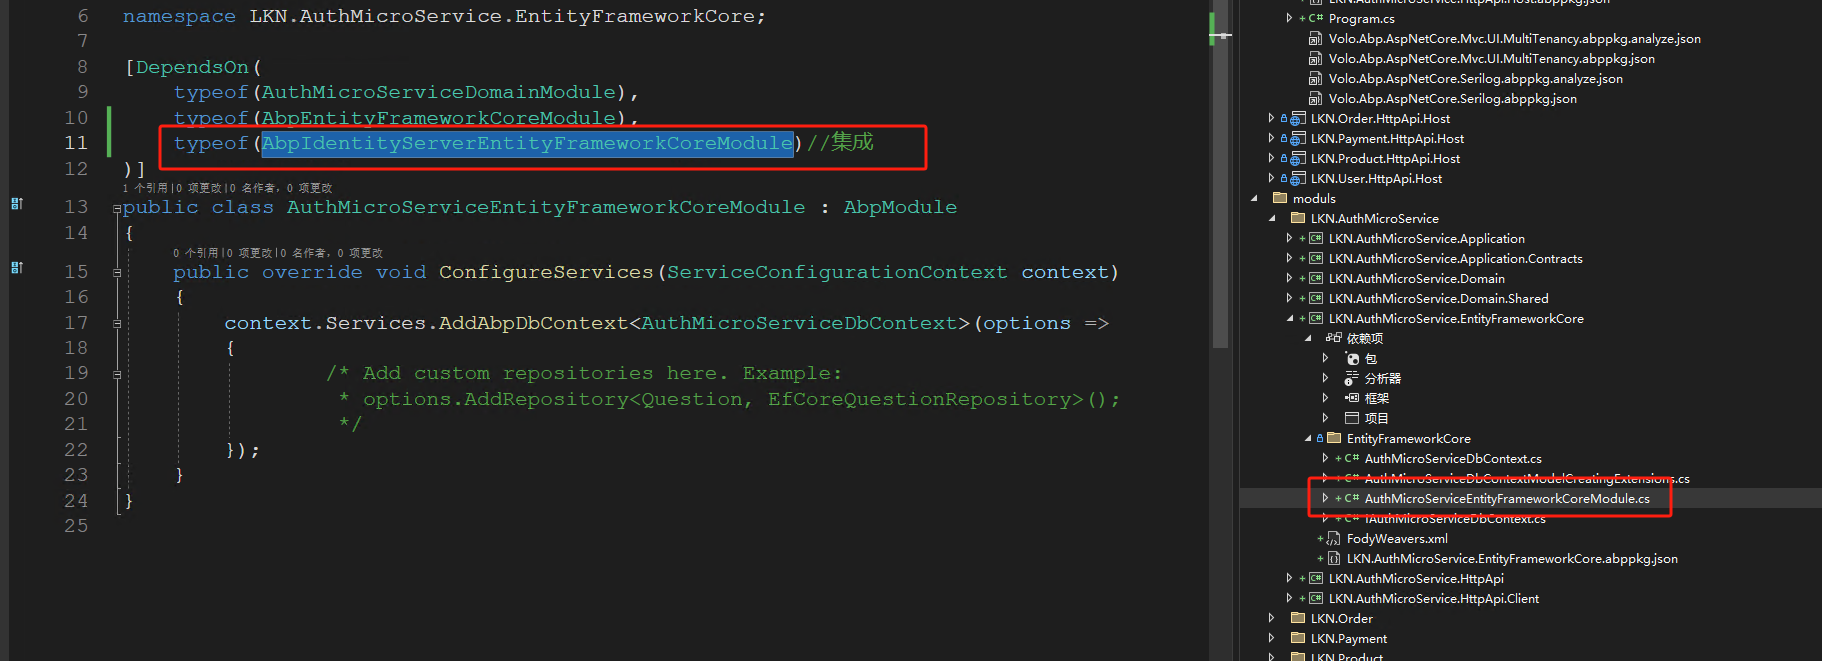 6 namespace LKN.AuthMicroService.EntityFrameworkCore;
7
8 [DependsOn(
9 typeof(AuthMicroServiceDomainModule),
10 typeof(AbpEntityFrameworkCoreModule),
11 typeof(AbpIdentityServerEntityFrameworkCoreModule)//集成
12 )]
1 个引用|0 项更改|0 名作者, 0 项更改
13 public class AuthMicroServiceEntityFrameworkCoreModule : AbpModule
14 {
0 个引用|0 项更改|0 名作者, 0 项更改
15 public override void ConfigureServices(ServiceConfigurationContext context)
16 {
17 context.Services.AddAbpDbContext<AuthMicroServiceDbContext>(options =>
18 {
19 /* Add custom repositories here. Example:
20 * options.AddRepository<Question, EfCoreQuestionRepository>();
21 */
22 });
23 }
24 }
25
LKN.AuthMicroService.HttpApi.Host.abppkg.json
C# Program.cs
Volo.Abp.AspNetCore.Mvc.UI.MultiTenancy.abppkg.analyze.json
Volo.Abp.AspNetCore.Mvc.UI.MultiTenancy.abppkg.json
Volo.Abp.AspNetCore.Serilog.abppkg.analyze.json
Volo.Abp.AspNetCore.Serilog.abppkg.json
LKN.Order.HttpApi.Host
LKN.Payment.HttpApi.Host
LKN.Product.HttpApi.Host
LKN.User.HttpApi.Host
moduls
LKN.AuthMicroService
C# LKN.AuthMicroService.Application
C# LKN.AuthMicroService.Application.Contracts
C# LKN.AuthMicroService.Domain
C# LKN.AuthMicroService.Domain.Shared
C# LKN.AuthMicroService.EntityFrameworkCore
依赖项
包
分析器
框架
项目
EntityFrameworkCore
C# AuthMicroServiceDbContext.cs
C# AuthMicroServiceDbContextModelCreatingExtensions.cs
C# AuthMicroServiceEntityFrameworkCoreModule.cs
C# IAuthMicroServiceDbContext.cs
FodyWeavers.xml
LKN.AuthMicroService.EntityFrameworkCore.abppkg.json
C# LKN.AuthMicroService.HttpApi
C# LKN.AuthMicroService.HttpApi.Client
LKN.Order
LKN.Payment
LKN.Product